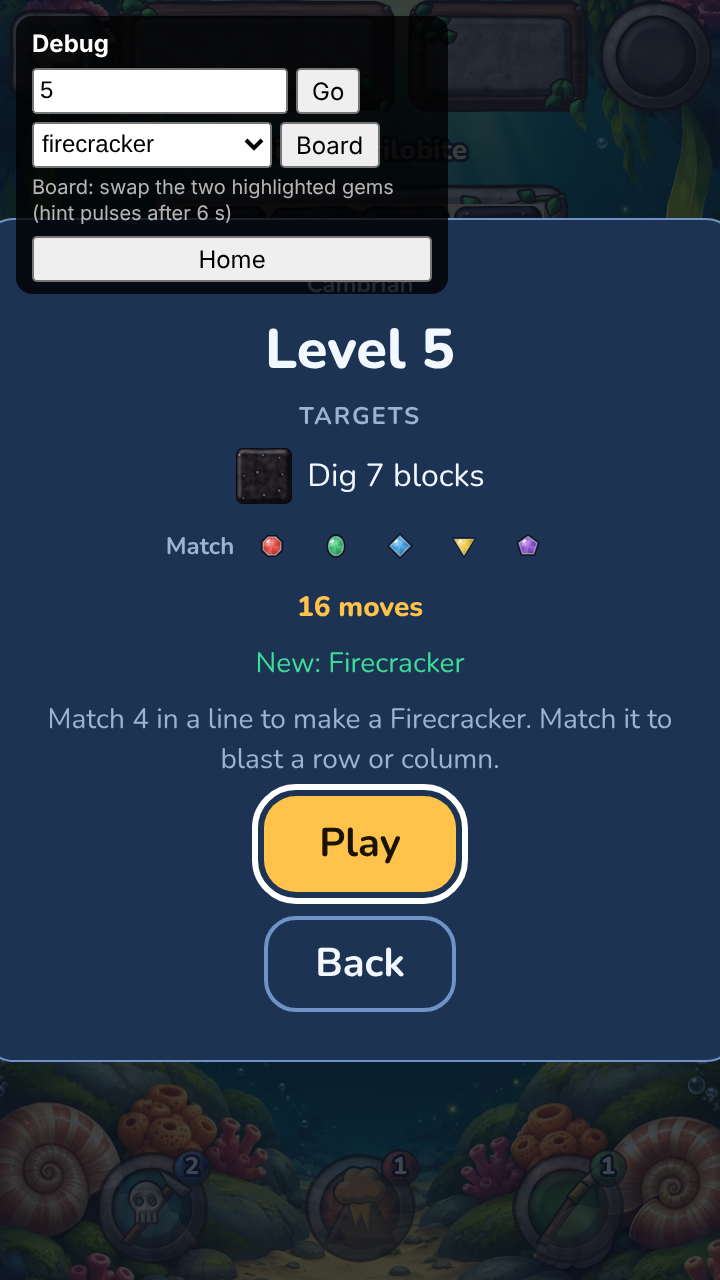 Debug
5
Go
firecracker
Board
ilobite
Board: swap the two highlighted gems
(hint pulses after 6 s)
Home
Cambrian
Level 5
TARGETS
Dig 7 blocks
Match
16 moves
New: Firecracker
Match 4 in a line to make a Firecracker. Match it to
blast a row or column.
Play
Back
2
1
1